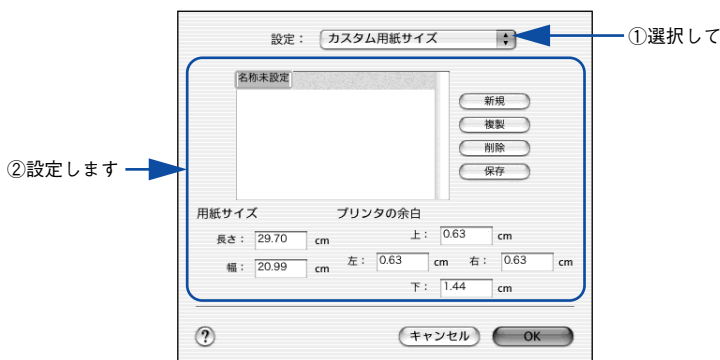 設定： カスタム用紙サイズ
①選択して
名称未設定
新規
複製
削除
保存
②設定します
用紙サイズ プリンタの余白
長さ： 29.70 cm
上： 0.63 cm
幅： 20.99 cm
左： 0.63 cm 右： 0.63 cm
下： 1.44 cm
? キャンセル OK